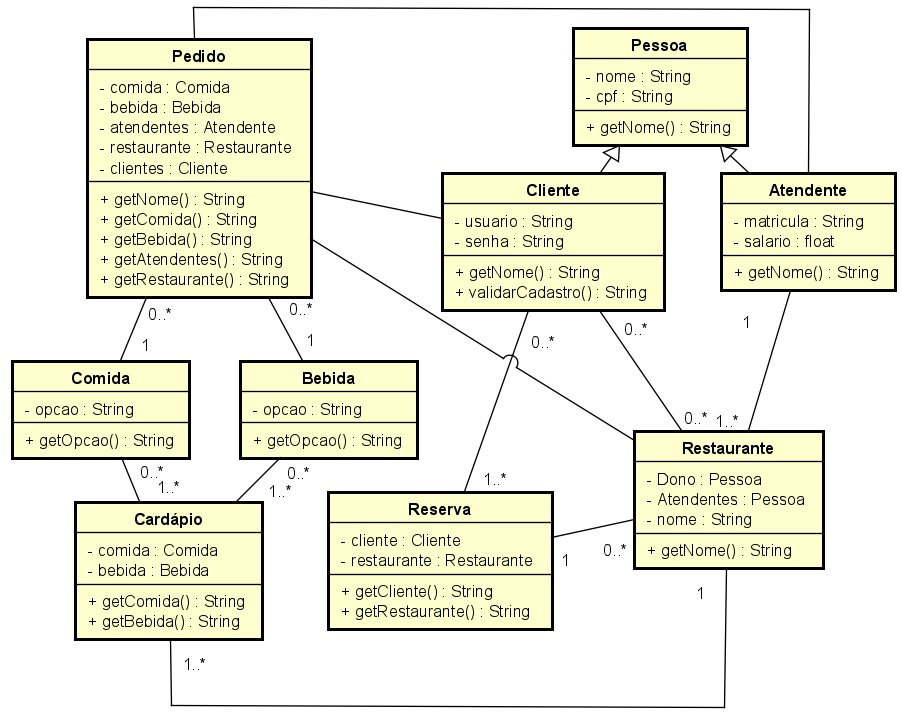 Pedido
- comida : Comida
- bebida : Bebida
- atendentes : Atendente
- restaurante : Restaurante
- clientes : Cliente
+ getNome() : String
+ getComida() : String
+ getBebida() : String
+ getAtendentes() : String
+ getRestaurante() : String
Pessoa
- nome : String
- cpf : String
+ getNome() : String
Cliente
- usuario : String
- senha : String
+ getNome() : String
+ validarCadastro() : String
Atendente
- matricula : String
- salario : float
+ getNome() : String
0..*
1
0..*
1
0..*
0..*
1
Comida
- opcao : String
+ getOpcao() : String
Bebida
- opcao : String
+ getOpcao() : String
0..*
1..*
0..*
1..*
1..*
0..*
1..*
Cardápio
- comida : Comida
- bebida : Bebida
+ getComida() : String
+ getBebida() : String
Reserva
- cliente : Cliente
- restaurante : Restaurante
+ getCliente() : String
+ getRestaurante() : String
1
0..*
Restaurante
- Dono : Pessoa
- Atendentes : Pessoa
- nome : String
+ getNome() : String
1
1..*